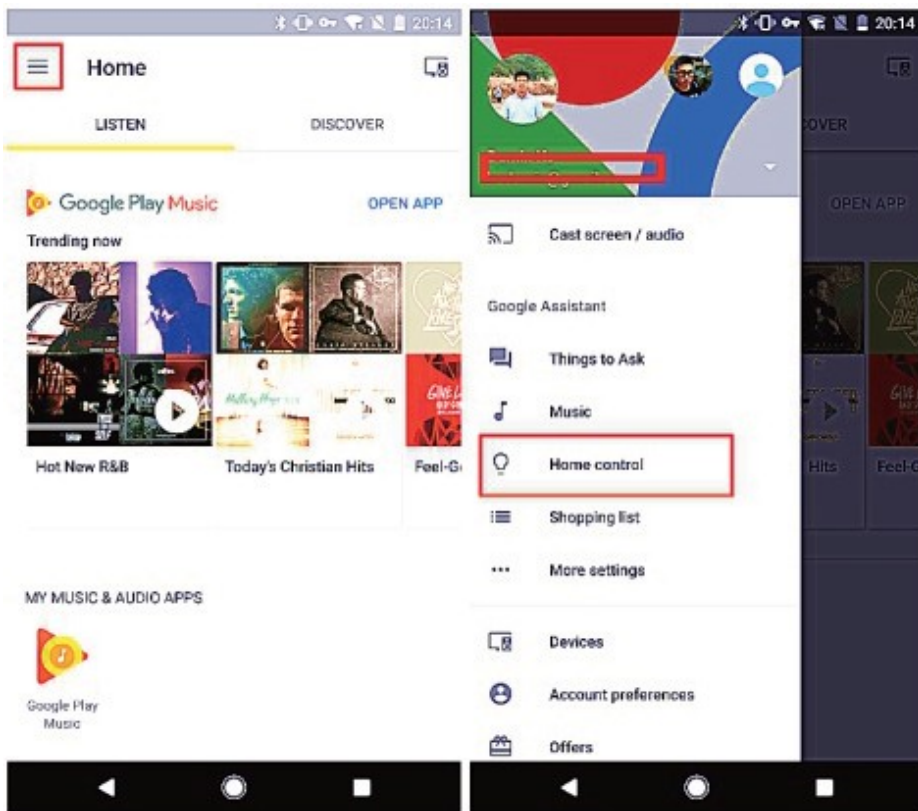 20:14
Home
LISTEN
DISCOVER
Google Play Music
OPEN APP
Trending now
Hot New R&B
Today's Christian Hits
Feel-G
MY MUSIC & AUDIO APPS
Google Play
Music
20:14
OVER
OPEN APP
Cast screen / audio
Google Assistant
Things to Ask
Music
Home control
Hits
Feel-G
Shopping list
More settings
Devices
Account preferences
Offers